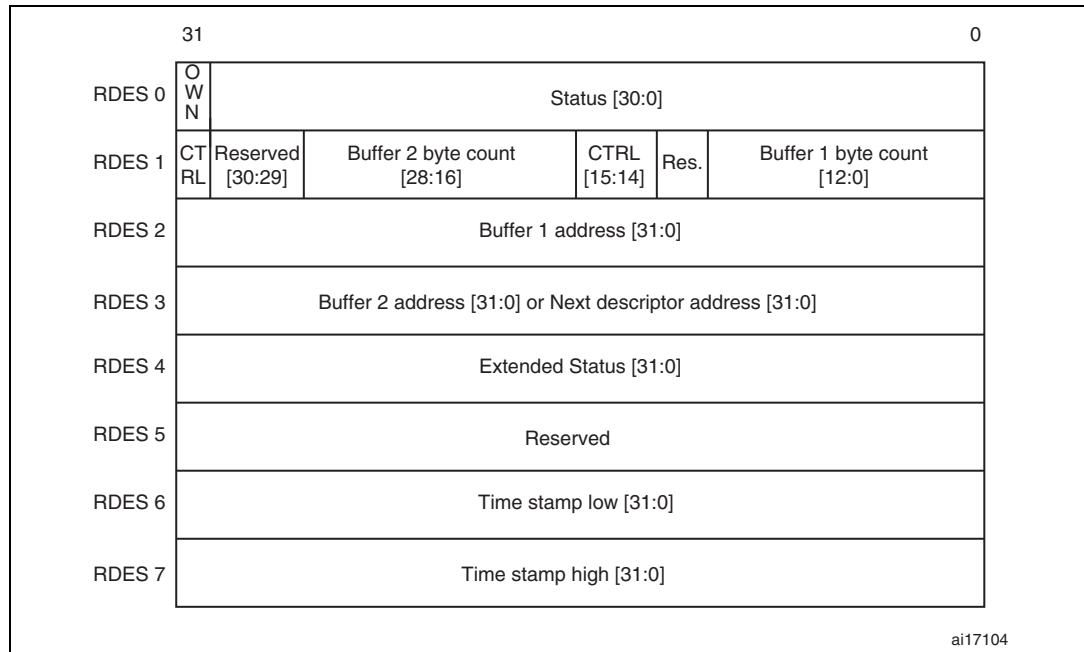 31 0
RDES 0 O W N Status [30:0]
RDES 1 CT RL Reserved [30:29] Buffer 2 byte count [28:16] CTRL [15:14] Res. Buffer 1 byte count [12:0]
RDES 2 Buffer 1 address [31:0]
RDES 3 Buffer 2 address [31:0] or Next descriptor address [31:0]
RDES 4 Extended Status [31:0]
RDES 5 Reserved
RDES 6 Time stamp low [31:0]
RDES 7 Time stamp high [31:0]
ai17104